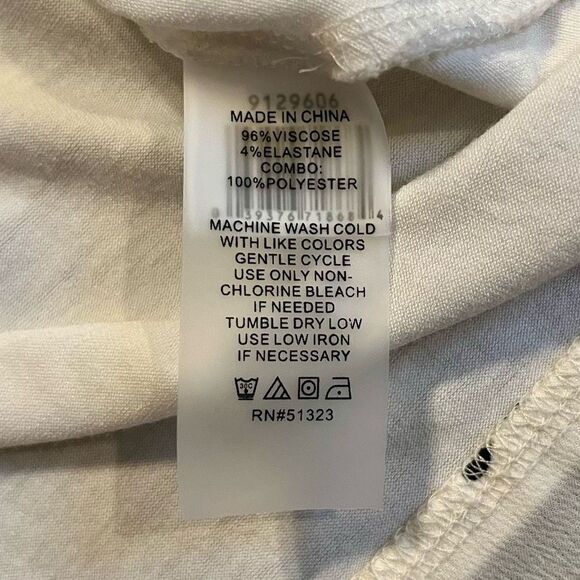 9129606
MADE IN CHINA
96%VISCOSE
4%ELASTANE
COMBO:
100%POLYESTER
MACHINE WASH COLD
WITH LIKE COLORS
GENTLE CYCLE
USE ONLY NON-
CHLORINE BLEACH
IF NEEDED
TUMBLE DRY LOW
USE LOW IRON
IF NECESSARY
30C
RN#51323